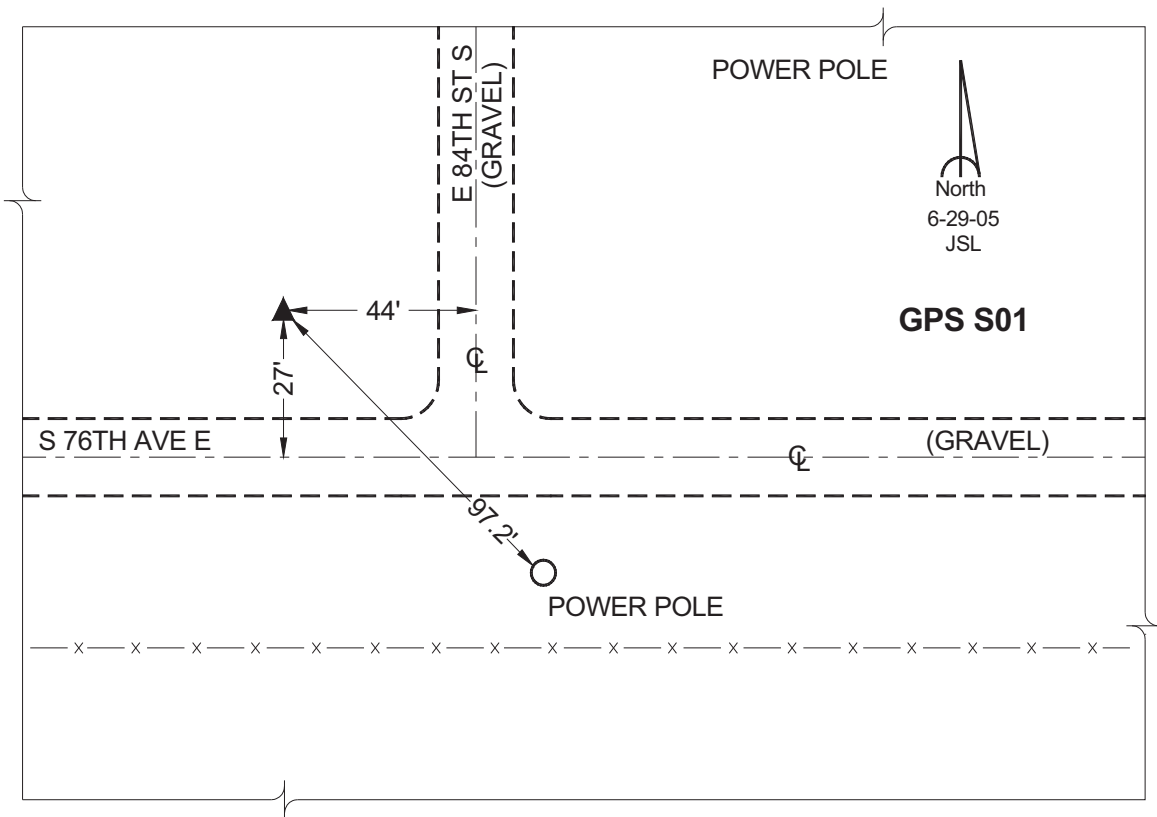 POWER POLE
E 84TH ST S
(GRAVEL)
North
6-29-05
JSL
GPS S01
44'
27'
℄
S 76TH AVE E
℄
(GRAVEL)
97.2'
POWER POLE
X X X X X X X X X X X X X X X X X X